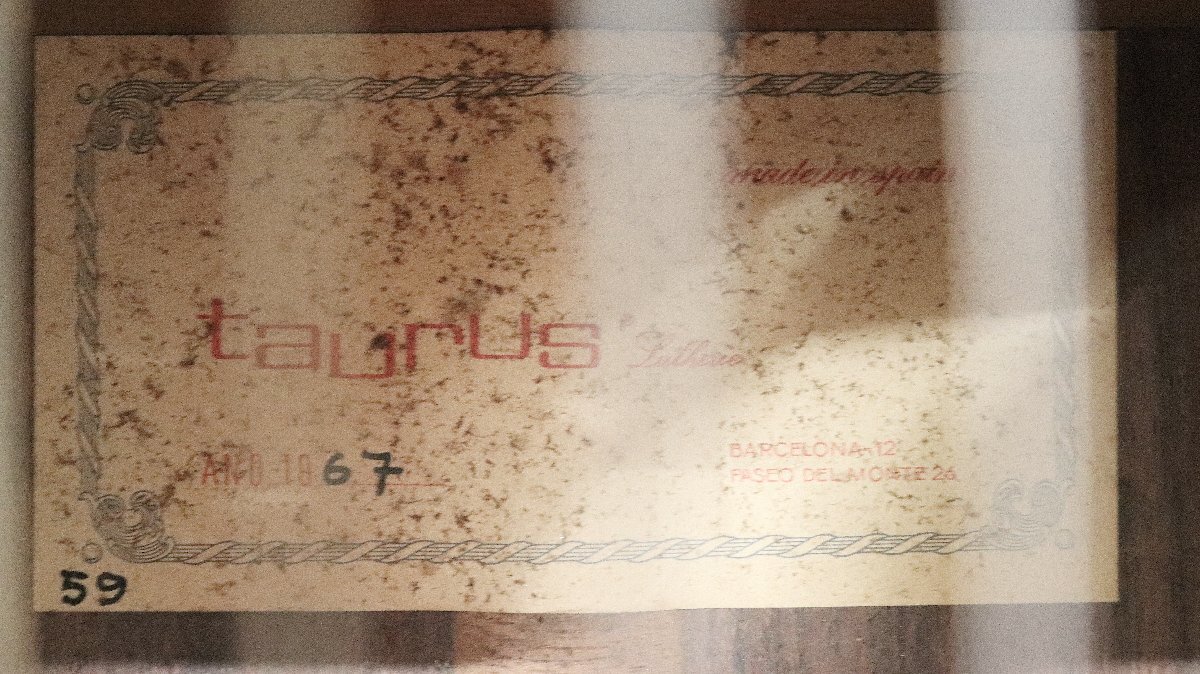 made in spain
taurus
AÑO 1967
BARCELONA-12
PASEO DEL MONTE 26
59